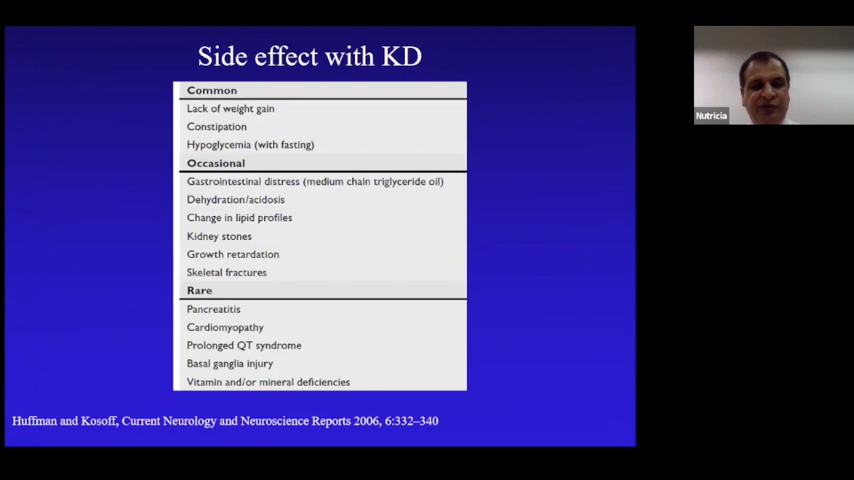 Side effect with KD
Common
Lack of weight gain
Constipation
Hypoglycemia (with fasting)
Occasional
Gastrointestinal distress (medium chain triglyceride oil)
Dehydration/acidosis
Change in lipid profiles
Kidney stones
Growth retardation
Skeletal fractures
Rare
Pancreatitis
Cardiomyopathy
Prolonged QT syndrome
Basal ganglia injury
Vitamin and/or mineral deficiencies
Huffman and Kosoff, Current Neurology and Neuroscience Reports 2006, 6:332–340
Nutricia